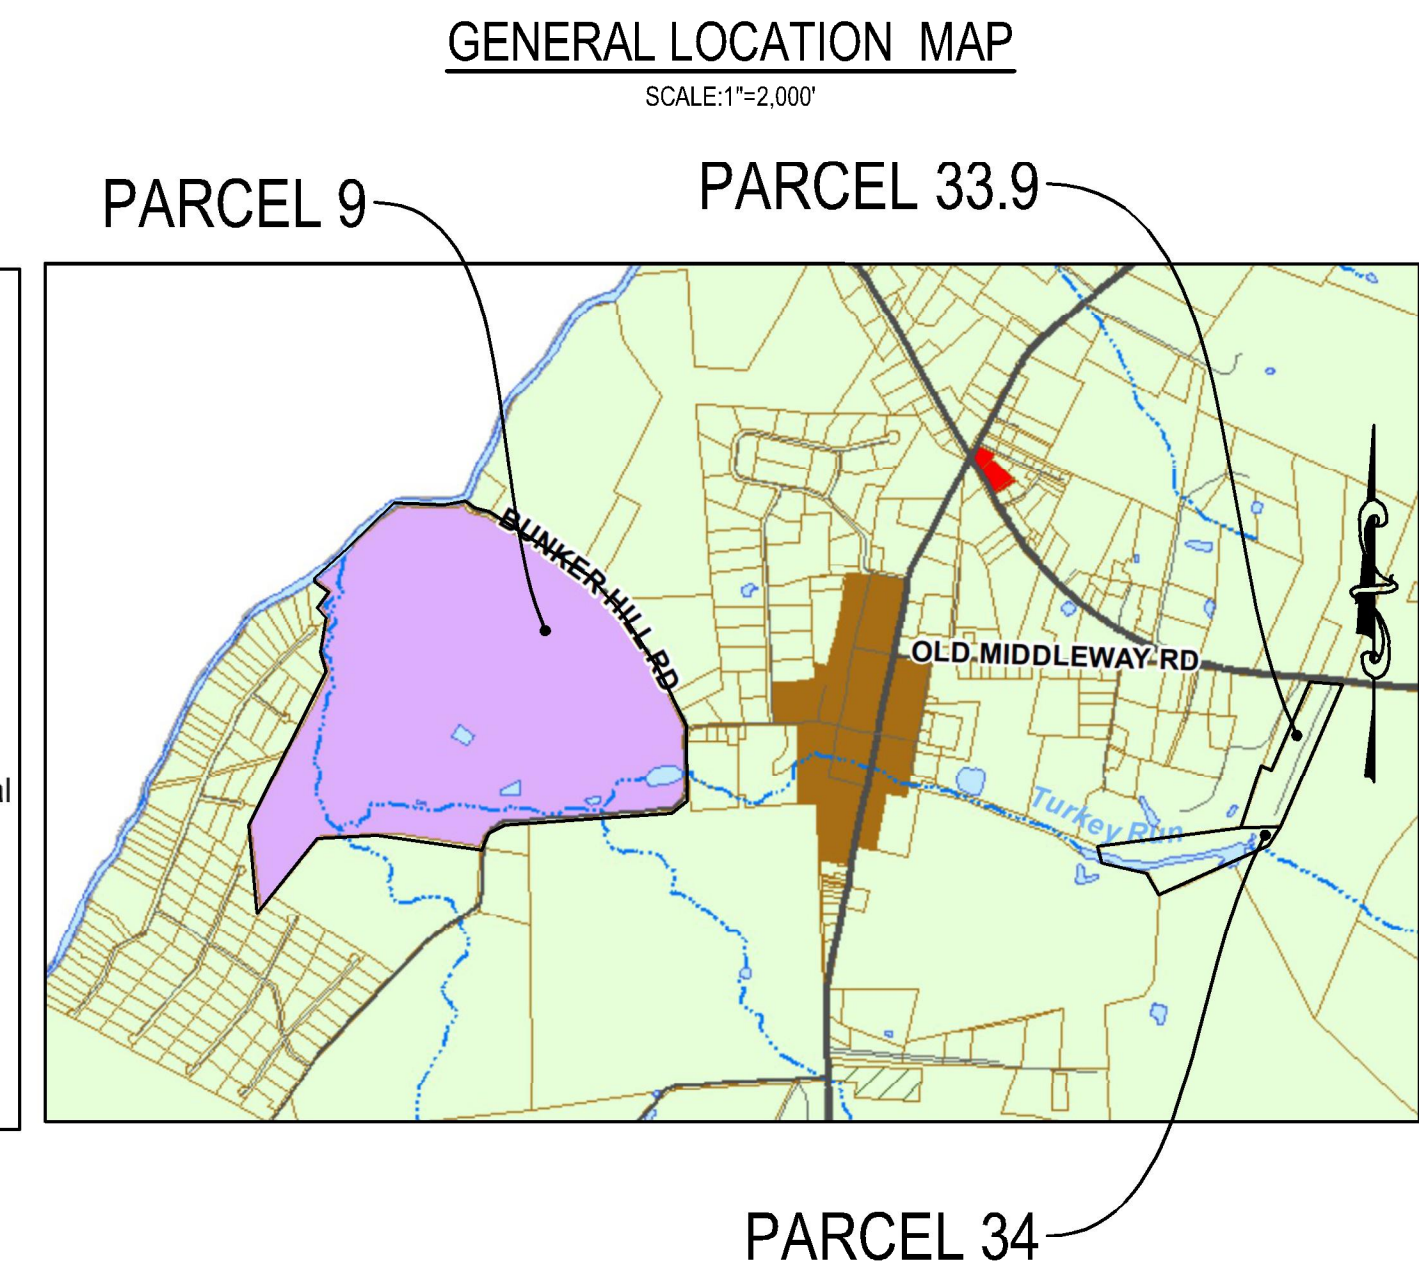 GENERAL LOCATION MAP
SCALE:1"=2,000'
PARCEL 9
PARCEL 33.9
BUNKER HILL RD
OLD MIDDLEWAY RD
al
Turkey Run
PARCEL 34